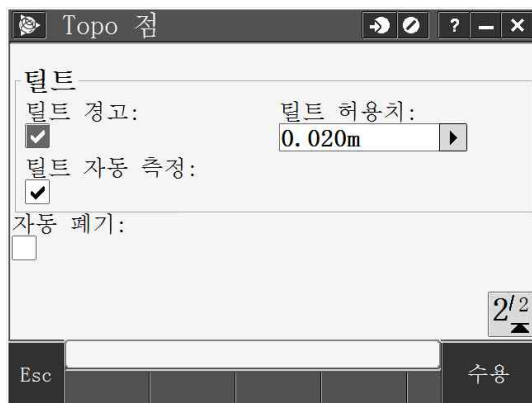 Topo 점
? — ×
틸트
틸트 경고: 틸트 허용치:
0.020m
틸트 자동 측정:
자동 폐기:
2/2
Esc 수용